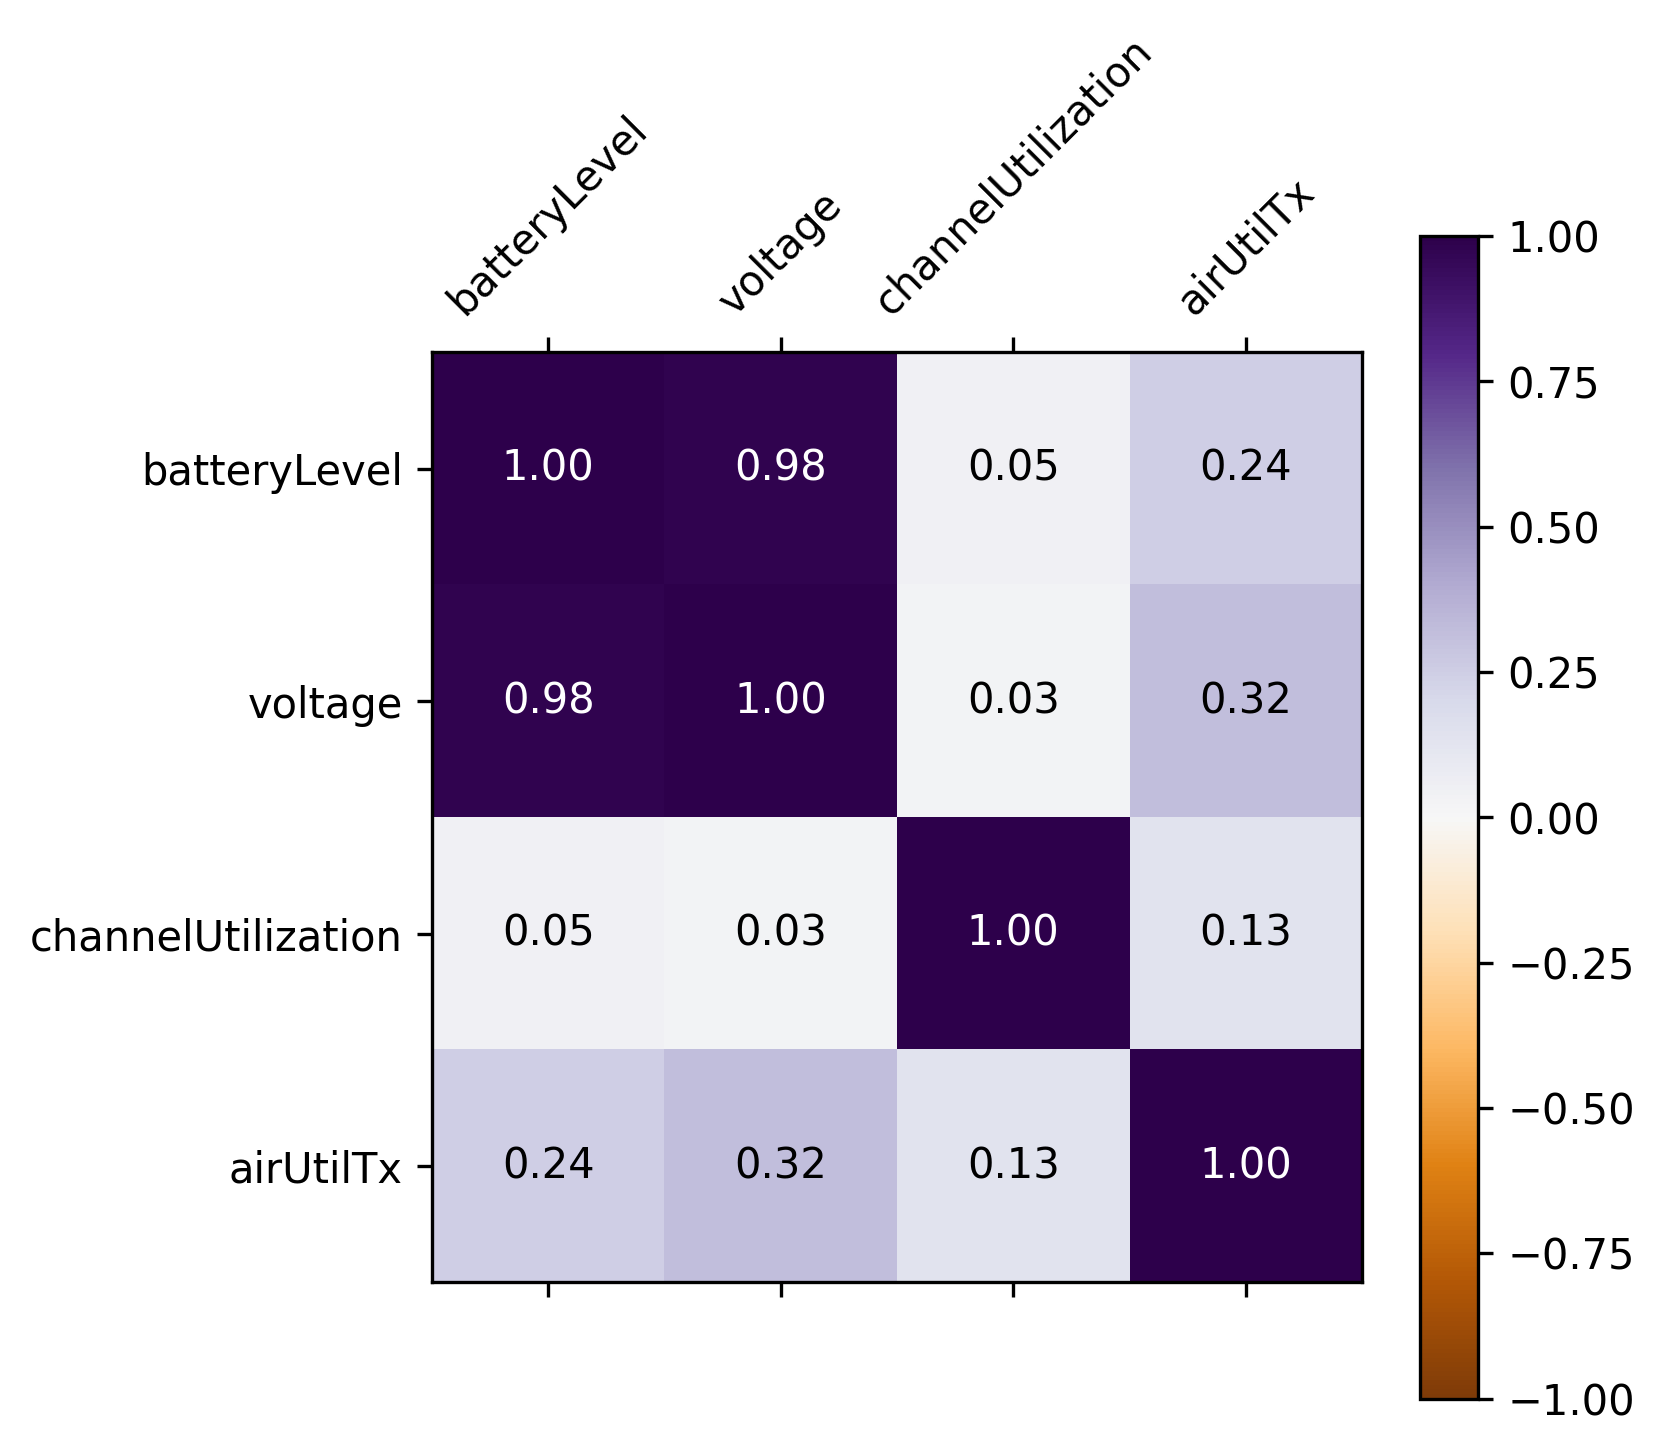 batteryLevel
voltage
channelUtilization
airUtilTx
batteryLevel 1.00 0.98 0.05 0.24
voltage 0.98 1.00 0.03 0.32
channelUtilization 0.05 0.03 1.00 0.13
airUtilTx 0.24 0.32 0.13 1.00
1.00
0.75
0.50
0.25
0.00
−0.25
−0.50
−0.75
−1.00